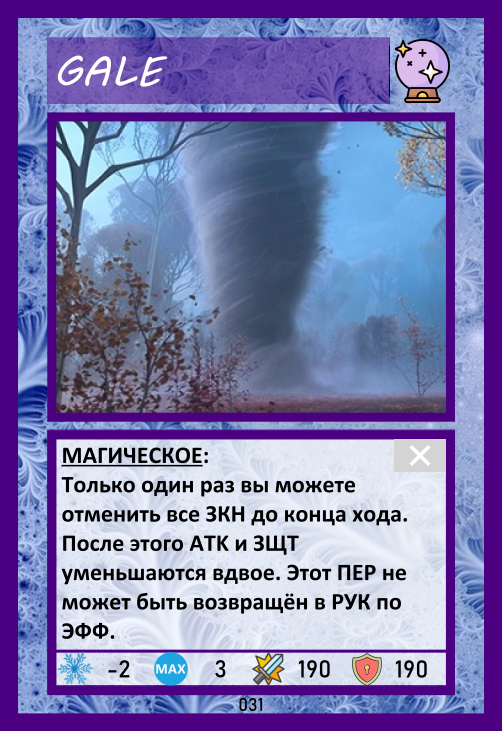 GALE
МАГИЧЕСКОЕ:
Только один раз вы можете
отменить все ЗКН до конца хода.
После этого АТК и ЗЩТ
уменьшаются вдвое. Этот ПЕР не
может быть возвращён в РУК по
ЭФФ.
-2 MAX 3 190 190
031